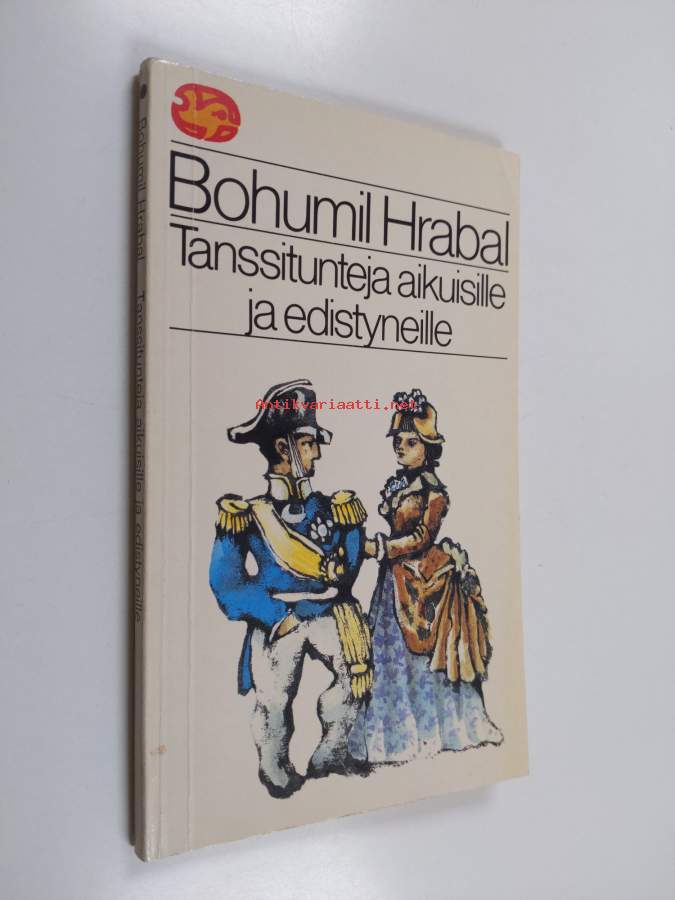 Bohumil Hrabal
Tanssitunteja aikuisille
ja edistyneille
Antikvariaatti.net
Bohumil Hrabal Tanssitunteja aikuisille ja edistyneille